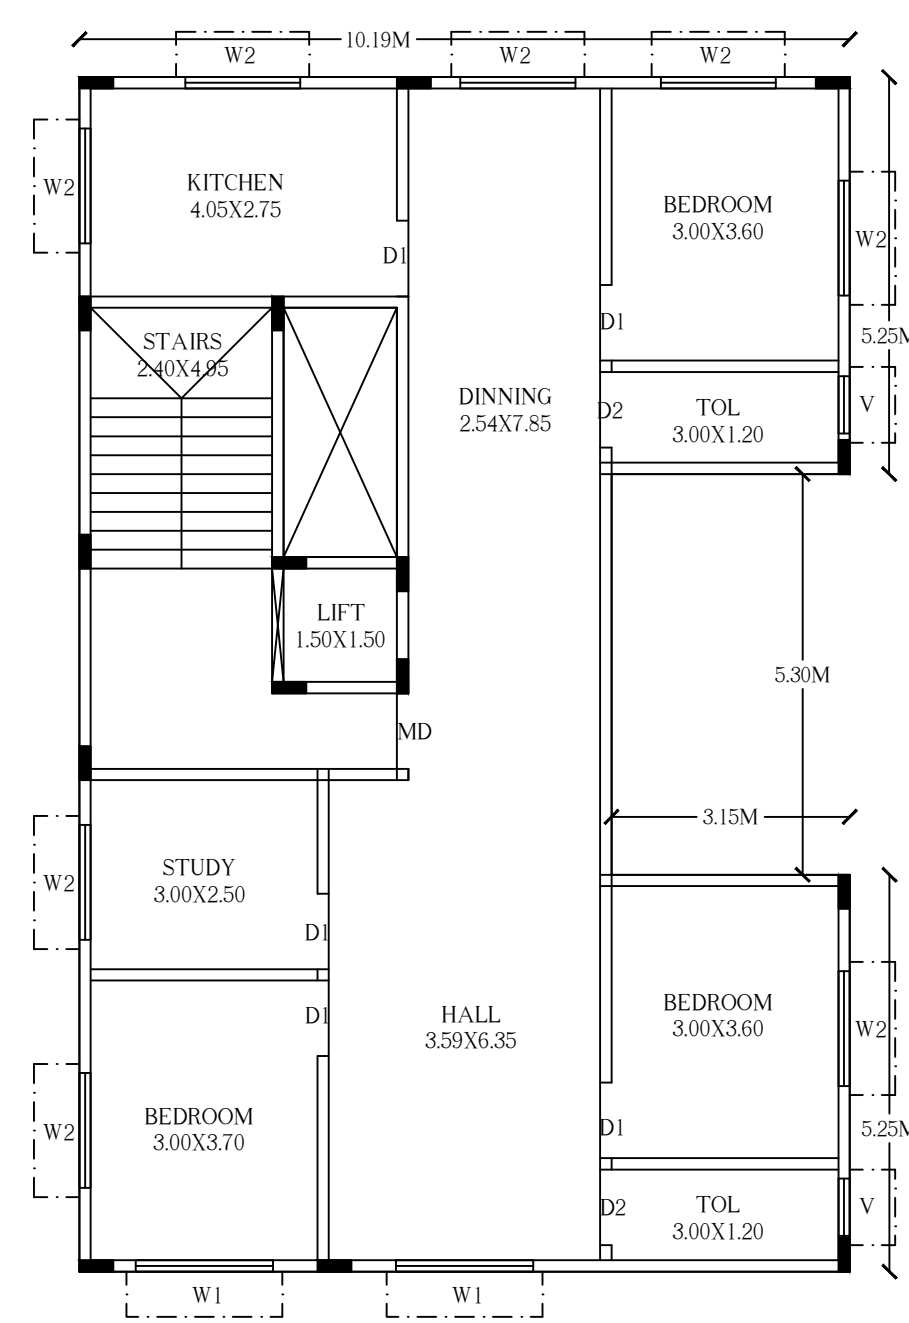 10.19M
W2
W2
W2
W2
KITCHEN
4.05X2.75
BEDROOM
3.00X3.60
W2
D1
D1
5.25M
STAIRS
2.40X4.95
DINNING
2.54X7.85
D2
TOL
3.00X1.20
V
LIFT
1.50X1.50
5.30M
MD
3.15M
STUDY
3.00X2.50
W2
D1
BEDROOM
3.00X3.60
W2
D1
HALL
3.59X6.35
BEDROOM
3.00X3.70
W2
D1
5.25M
D2
TOL
3.00X1.20
V
W1
W1